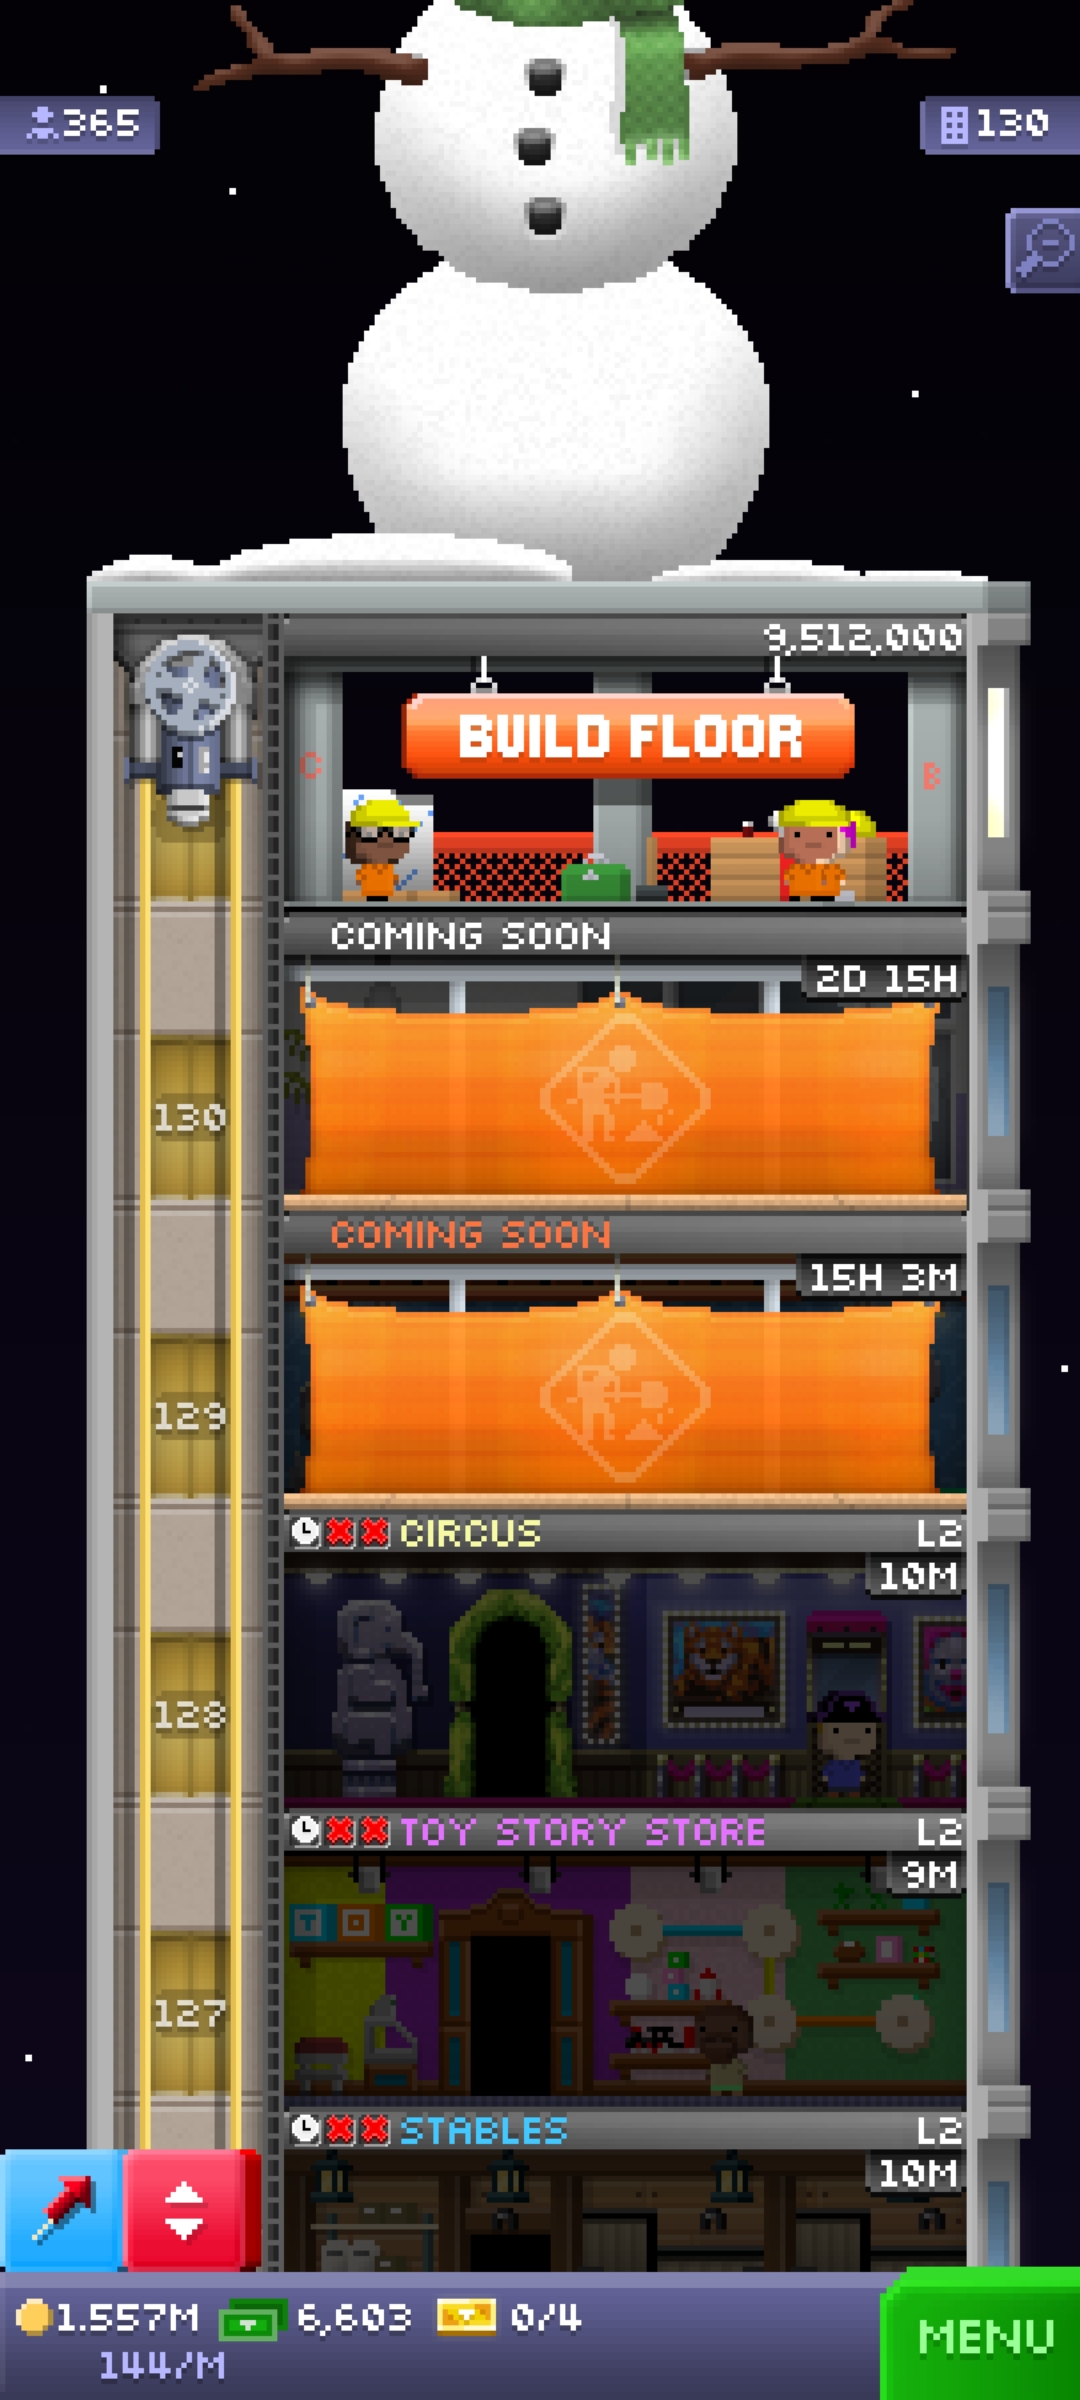 365
130
9,512,000
BUILD FLOOR
C
B
COMING SOON
2D 15H
130
COMING SOON
15H 3M
129
CIRCUS L2
10M
128
TOY STORY STORE L2
9M
T O Y
127
STABLES L2
10M
1.557M 6,603 0/4
144/M
MENU